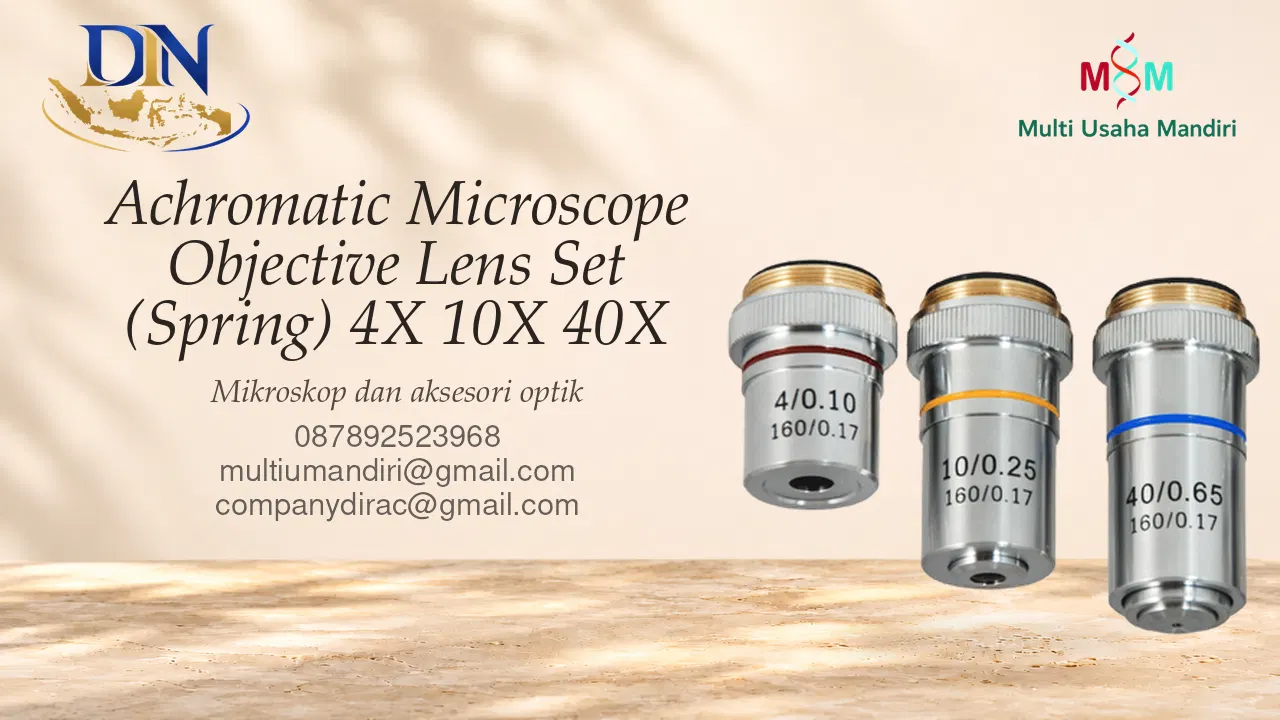 DN
M M
Multi Usaha Mandiri
Achromatic Microscope
Objective Lens Set
(Spring) 4X 10X 40X
Mikroskop dan aksesori optik
087892523968
multiumandiri@gmail.com
companydirac@gmail.com
4/0.10
160/0.17
10/0.25
160/0.17
40/0.65
160/0.17